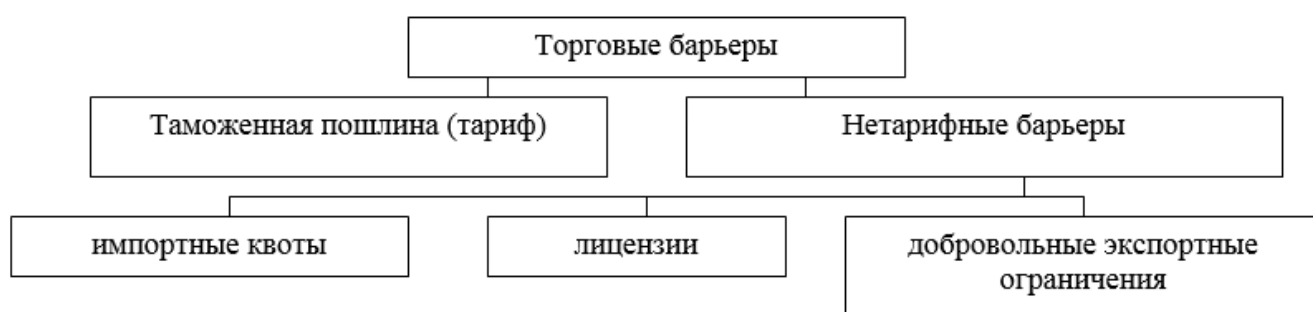 Торговые барьеры
Таможенная пошлина (тариф)
Нетарифные барьеры
импортные квоты
лицензии
добровольные экспортные
ограничения